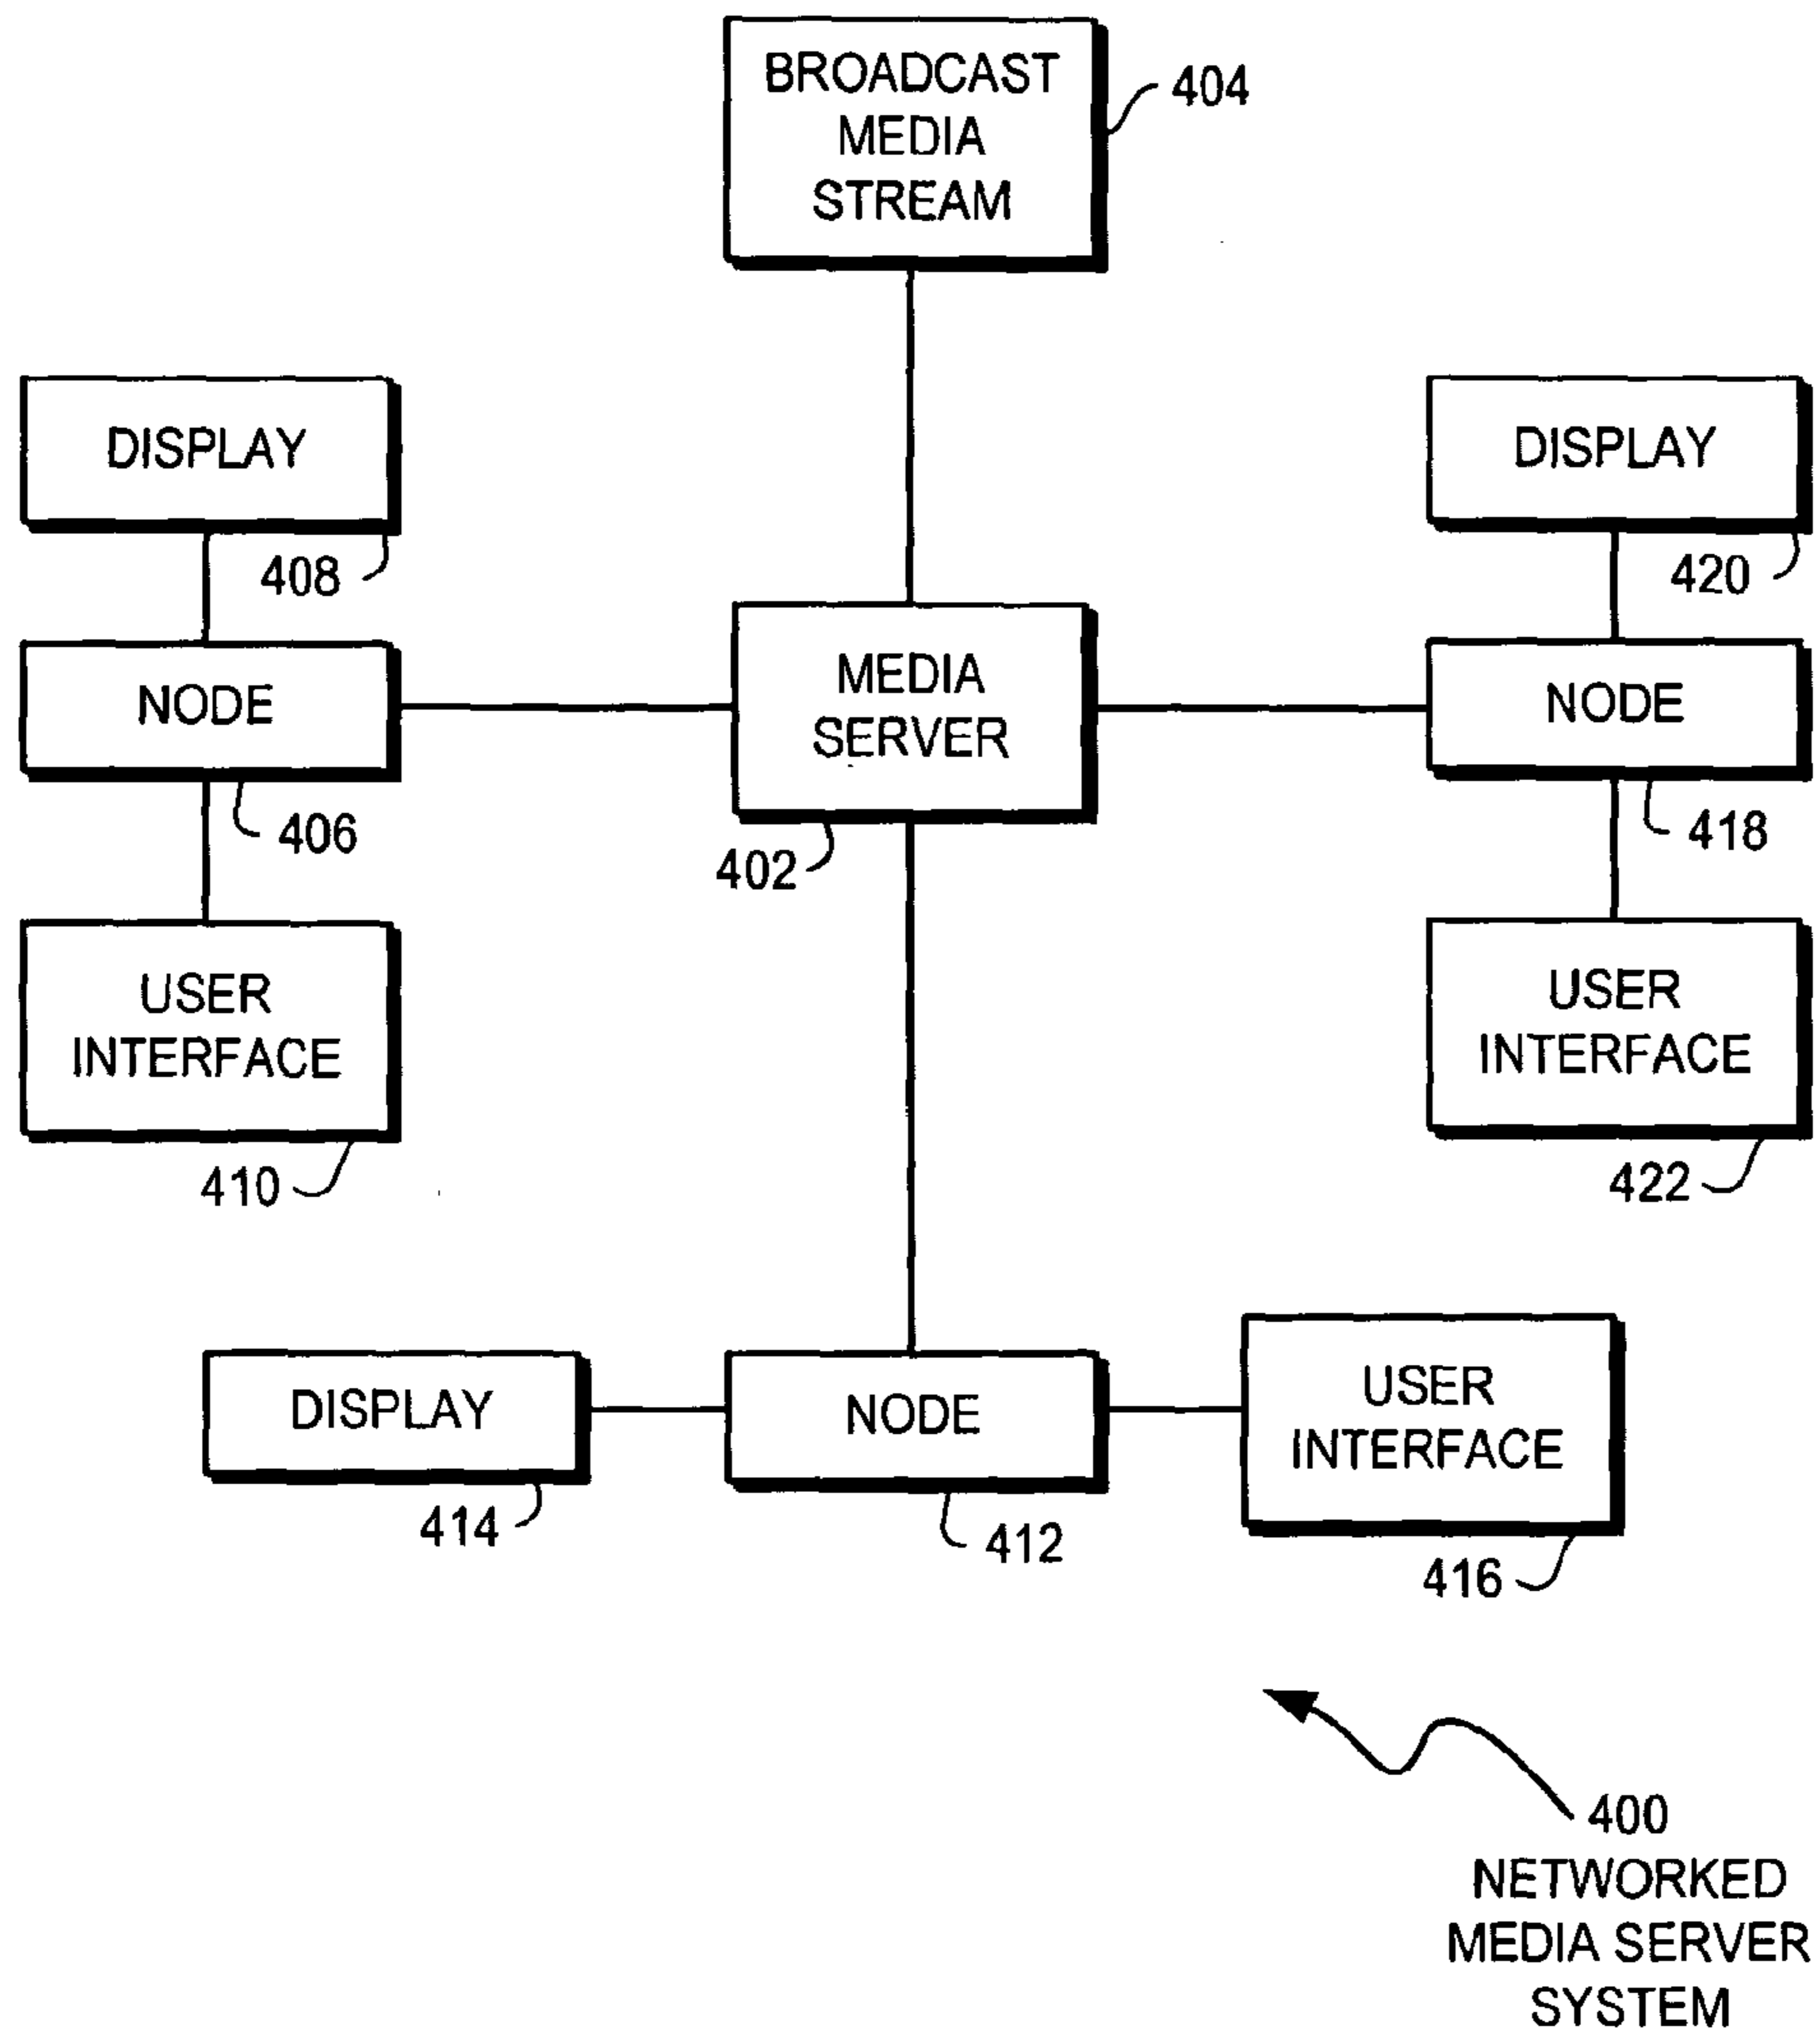 BROADCAST
MEDIA
STREAM
404
DISPLAY
408
DISPLAY
420
NODE
406
MEDIA
SERVER
402
NODE
418
USER
INTERFACE
410
USER
INTERFACE
422
DISPLAY
414
NODE
412
USER
INTERFACE
416
400
NETWORKED
MEDIA SERVER
SYSTEM